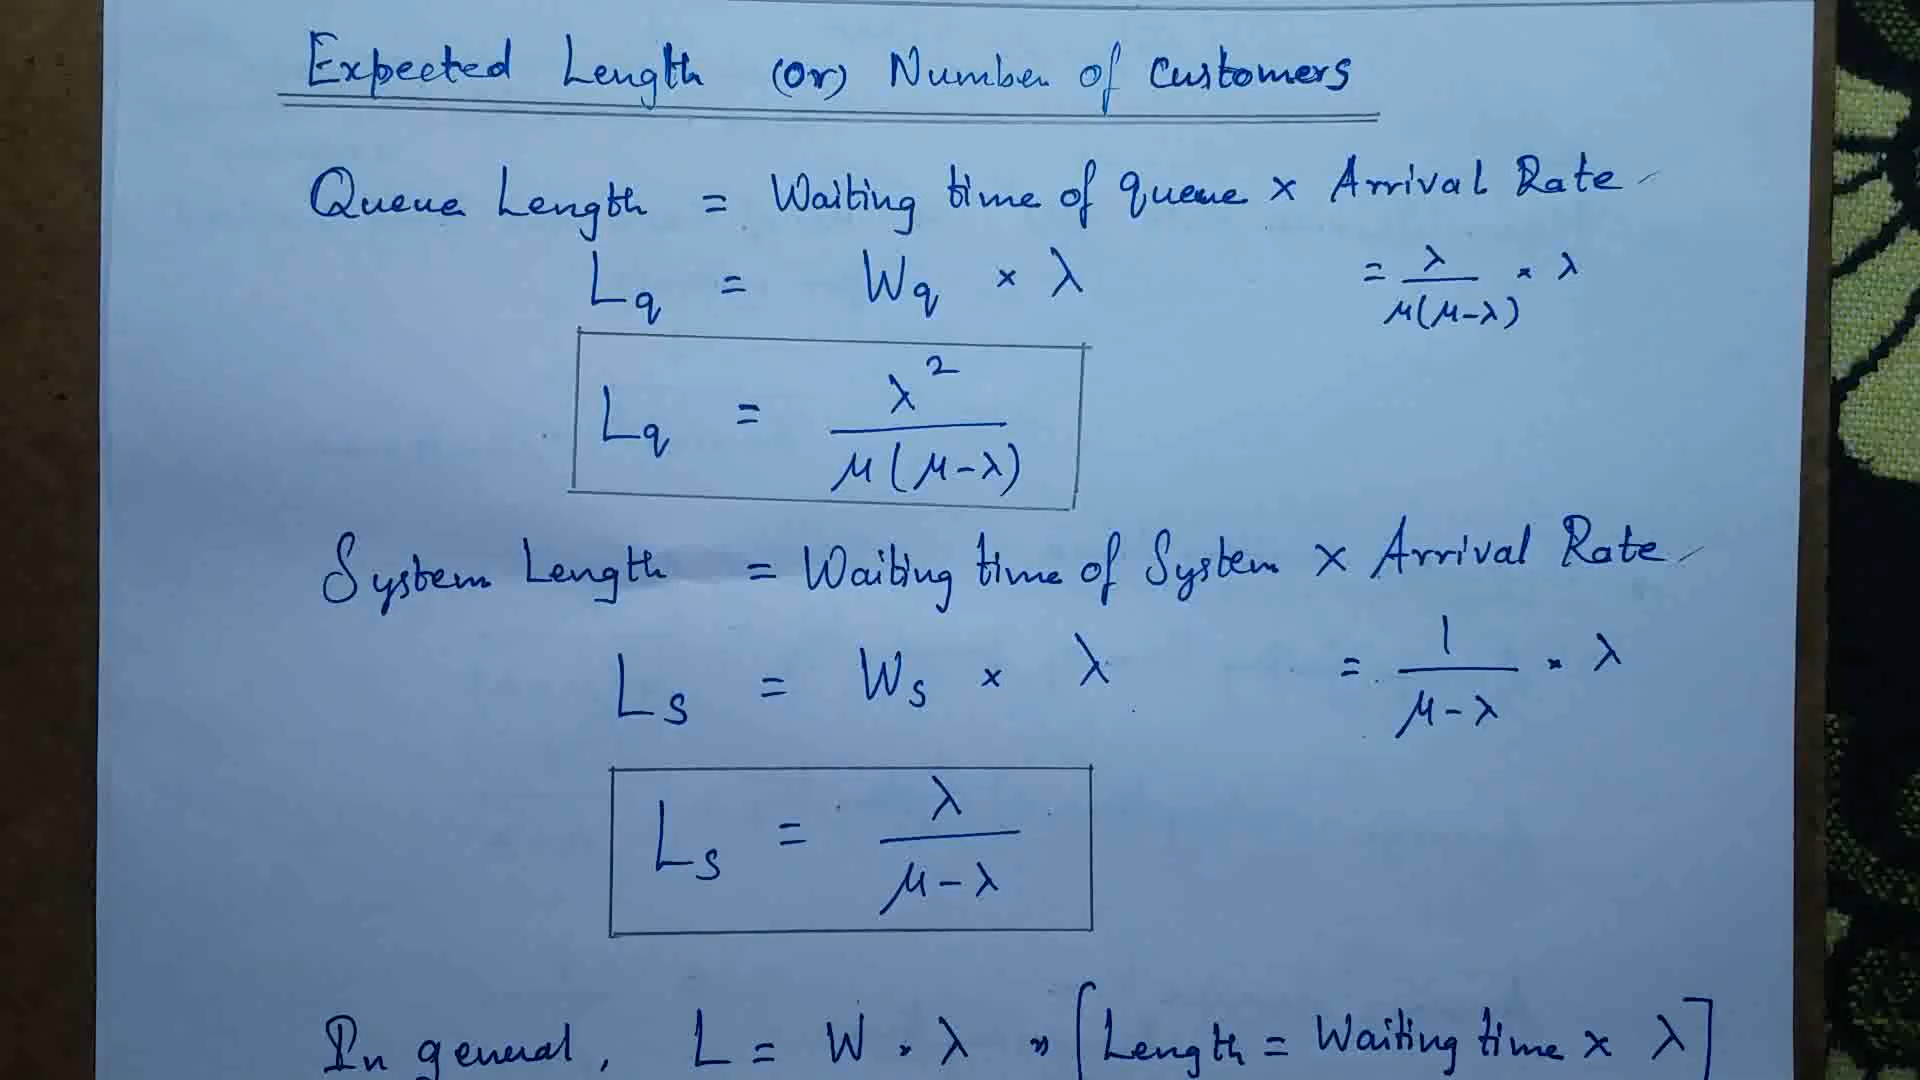 Expected Length (or) Number of Customers
Queue Length = Waiting time of queue × Arrival Rate
Lq = Wq × λ = λ/μ(μ-λ) × λ
Lq = λ²/μ(μ-λ)
System Length = Waiting time of System × Arrival Rate
Ls = Ws × λ = 1/μ-λ × λ
Ls = λ/μ-λ
In general, L = W . λ » [Length = Waiting time × λ]